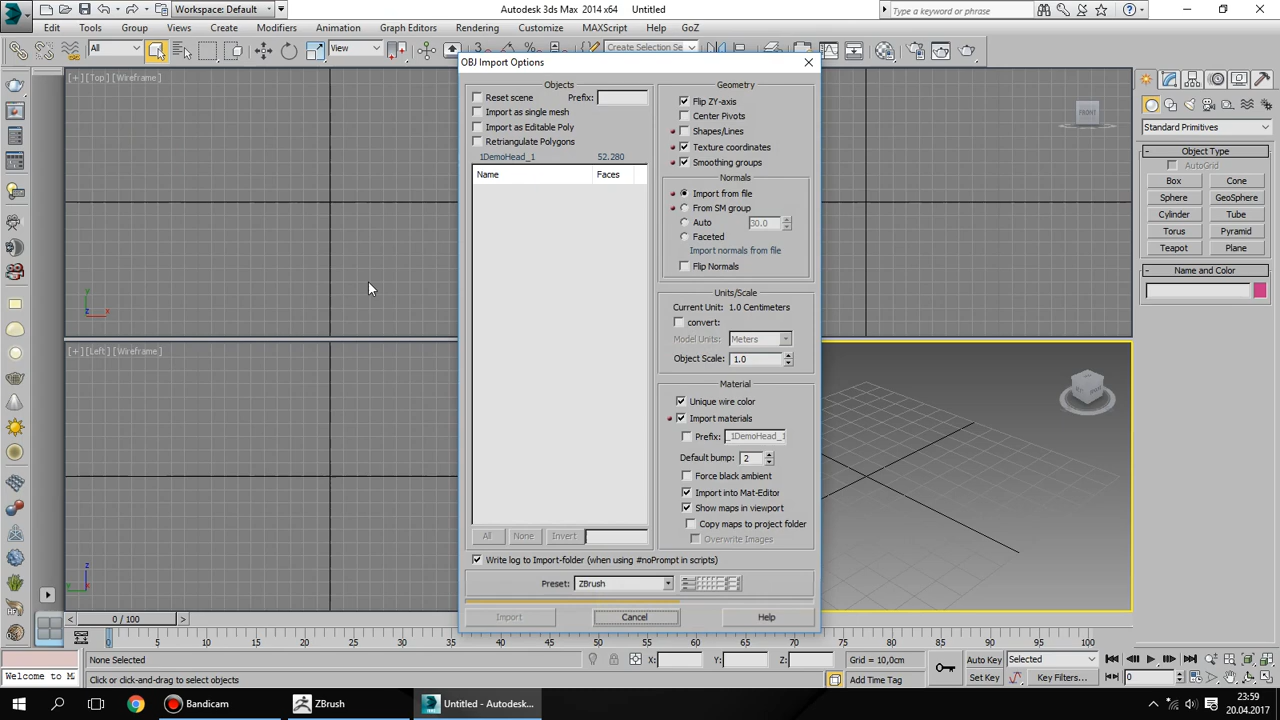 Workspace: Default
Autodesk 3ds Max 2014 x64
Untitled
Type a keyword or phrase
Edit
Tools
Group
Views
Create
Modifiers
Animation
Graph Editors
Rendering
Customize
MAXScript
Help
GoZ
All
View
Create Selection Se
[+] [Top] [Wireframe]
FRONT
[+] [Left] [Wireframe]
OBJ Import Options
Objects
Reset scene
Prefix:
Import as single mesh
Import as Editable Poly
Retriangulate Polygons
1DemoHead_1
52.280
Name
Faces
All
None
Invert
Geometry
Flip ZY-axis
Center Pivots
Shapes/Lines
Texture coordinates
Smoothing groups
Normals
Import from file
From SM group
Auto
30.0
Faceted
Import normals from file
Flip Normals
Units/Scale
Current Unit: 1.0 Centimeters
convert:
Model Units:
Meters
Object Scale:
1.0
Material
Unique wire color
Import materials
Prefix:
_1DemoHead_1
Default bump:
2
Force black ambient
Import into Mat-Editor
Show maps in viewport
Copy maps to project folder
Overwrite Images
Write log to Import-folder (when using #noPrompt in scripts)
Preset:
ZBrush
Import
Cancel
Help
Standard Primitives
Object Type
AutoGrid
Box
Cone
Sphere
GeoSphere
Cylinder
Tube
Torus
Pyramid
Teapot
Plane
Name and Color
0 / 100
0
5
10
15
20
25
30
35
40
45
50
55
60
65
70
75
80
85
90
95
100
None Selected
X:
Y:
Z:
Grid = 10,0cm
Auto Key
Selected
Welcome to M
Click or click-and-drag to select objects
Add Time Tag
Set Key
Key Filters...
0
Bandicam
ZBrush
Untitled - Autodesk...
23:59
20.04.2017